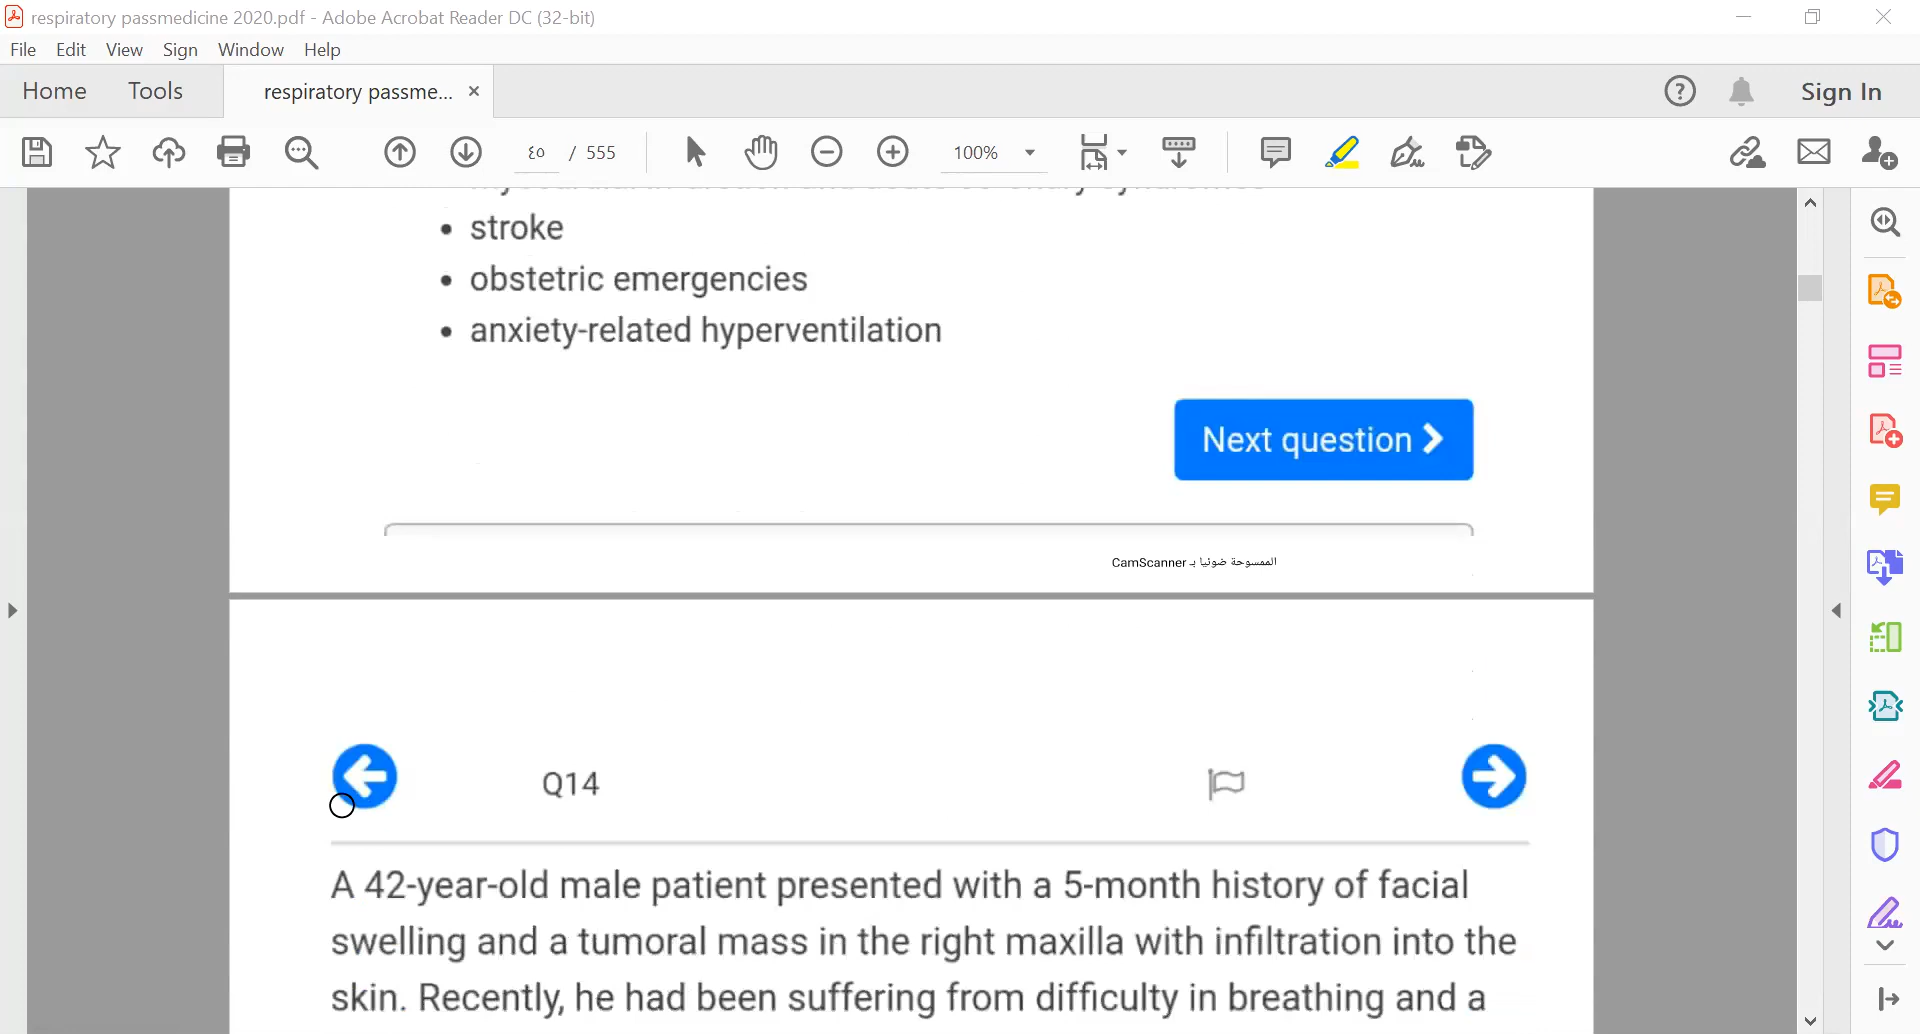 respiratory passmedicine 2020.pdf - Adobe Acrobat Reader DC (32-bit)
File Edit View Sign Window Help
Home Tools respiratory passme... × Sign In
٤٥ / 555 100%
• stroke
• obstetric emergencies
• anxiety-related hyperventilation
Next question
الممسوحة ضوئيا بـ CamScanner
Q14
A 42-year-old male patient presented with a 5-month history of facial
swelling and a tumoral mass in the right maxilla with infiltration into the
skin. Recently, he had been suffering from difficulty in breathing and a